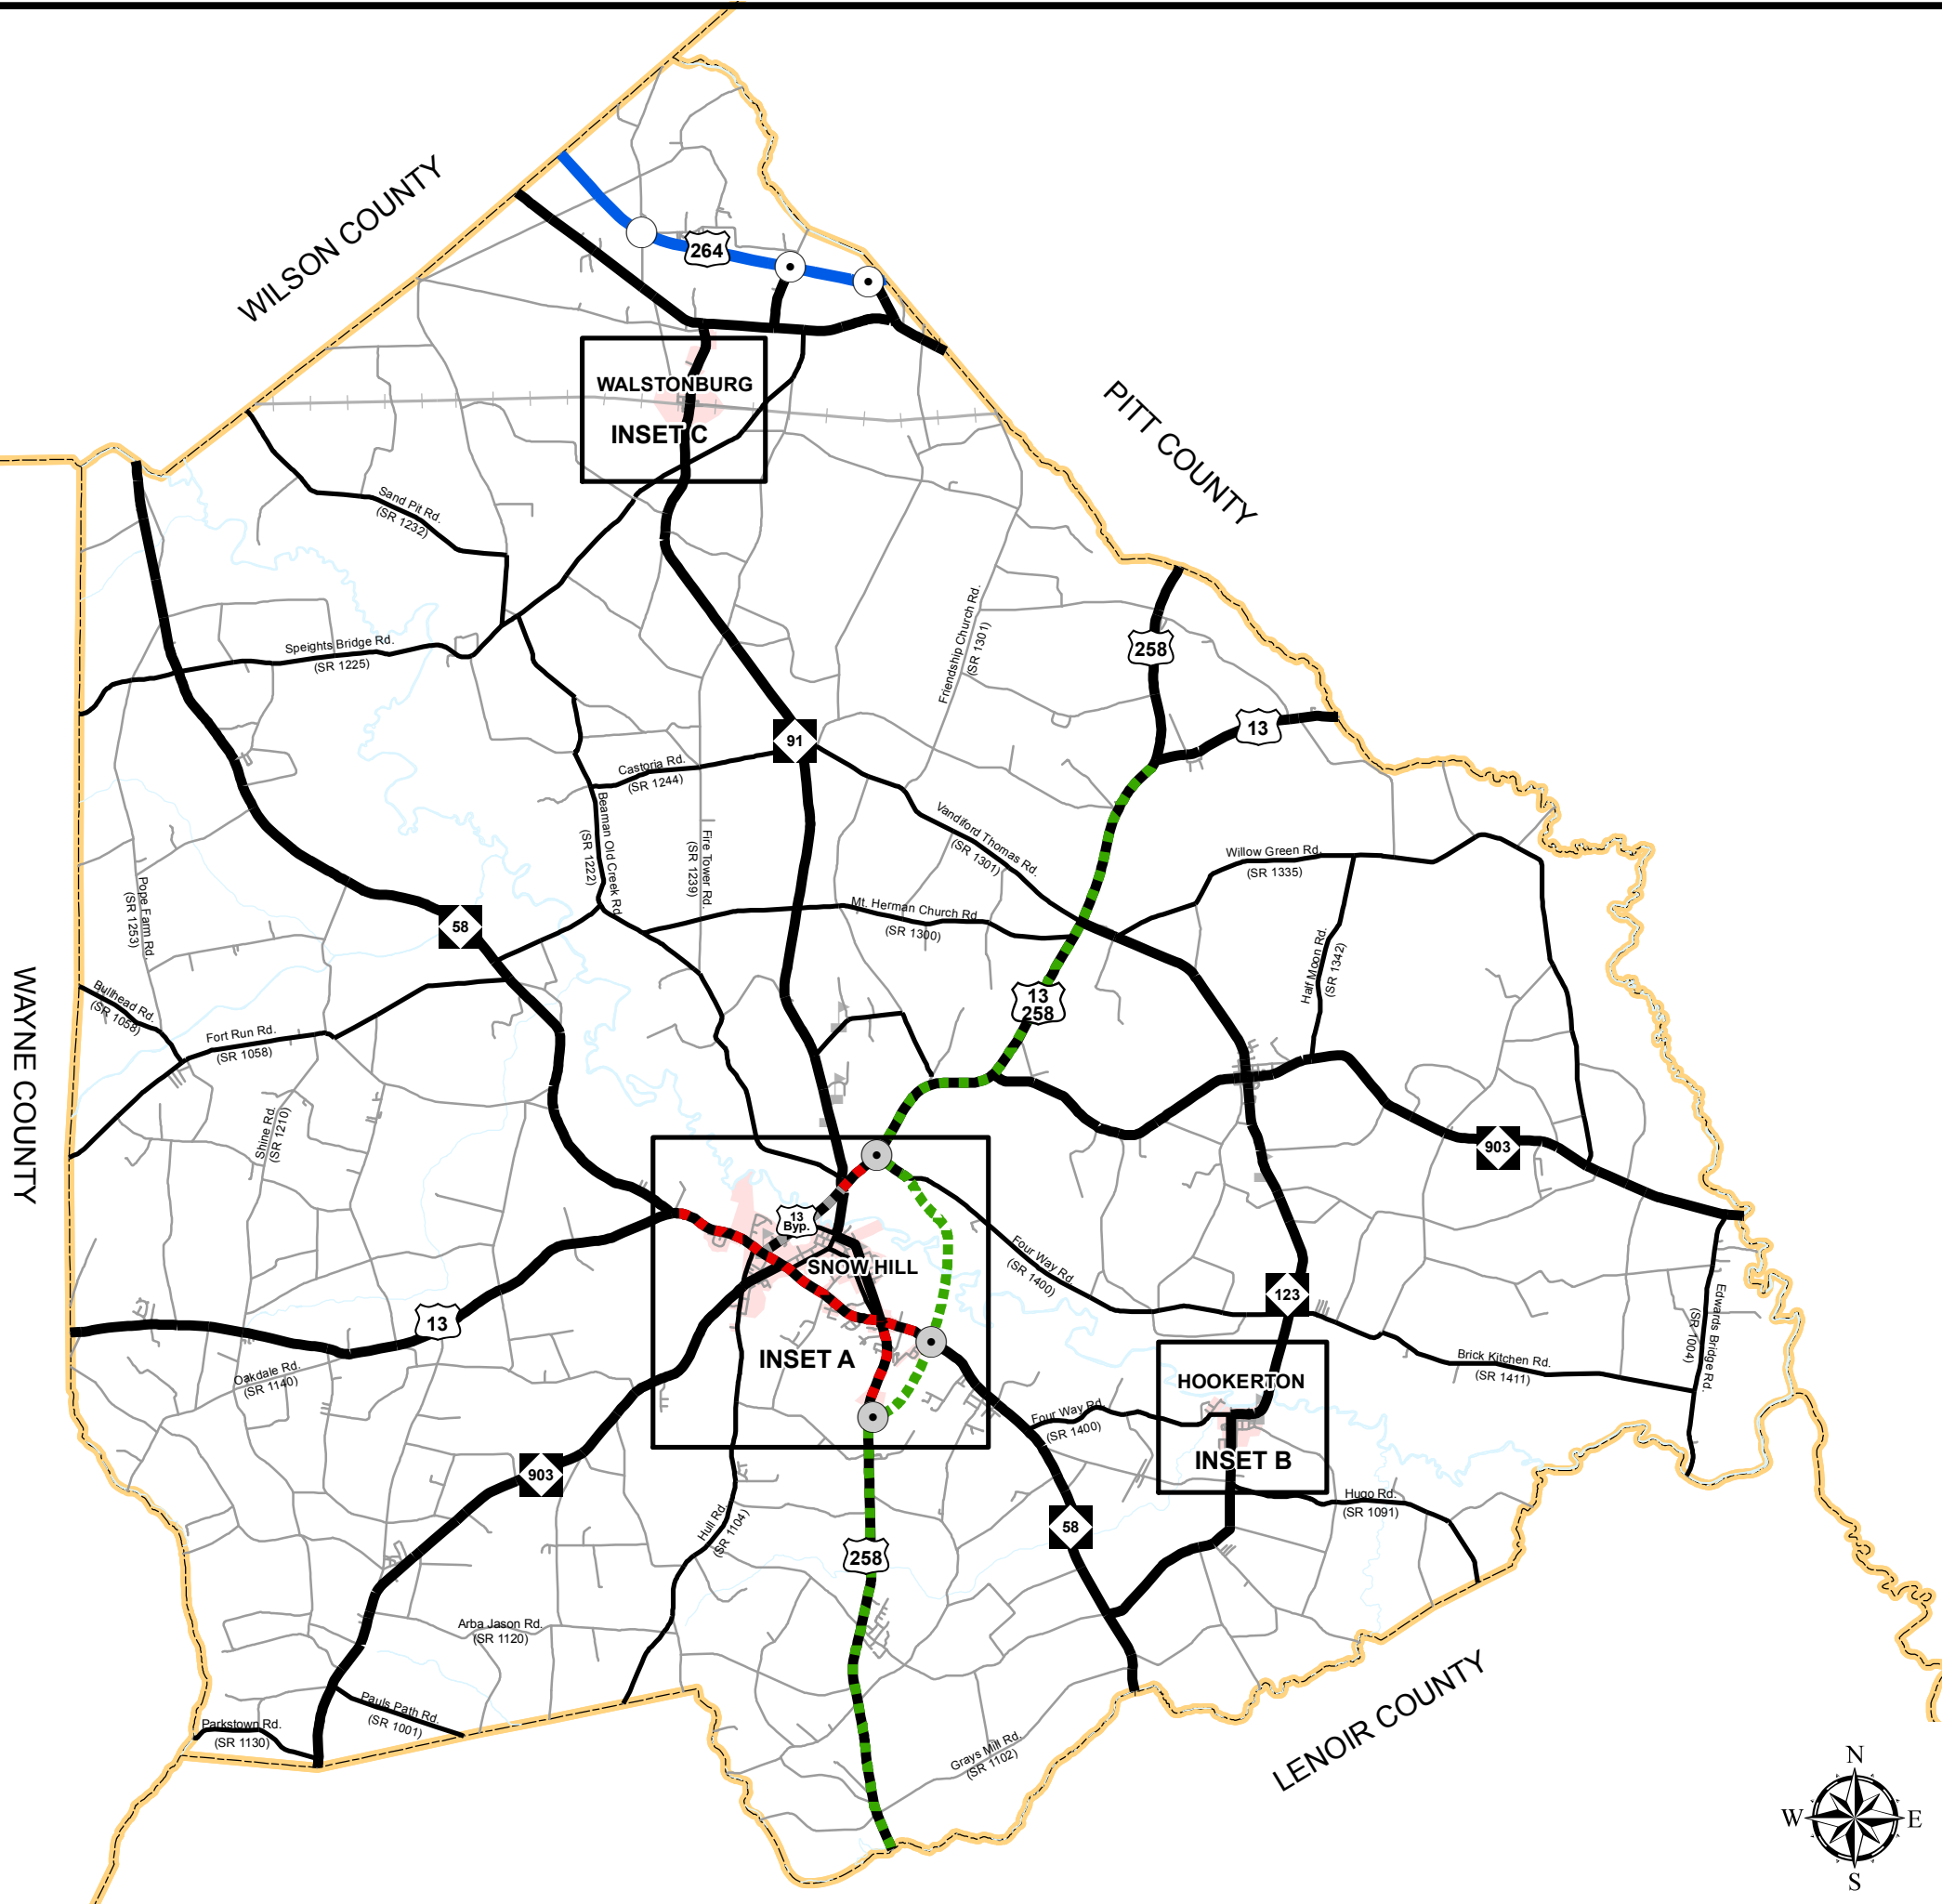 WILSON COUNTY
264
WALSTONBURG
INSET C
PITT COUNTY
Sand Pit Rd.
(SR 1232)
Speights Bridge Rd.
(SR 1225)
Friendship Church Rd.
(SR 1301)
258
13
91
Castoria Rd.
(SR 1244)
Beaman Old Creek Rd
(SR 1222)
Fire Tower Rd.
(SR 1239)
Vandiford Thomas Rd.
(SR 1301)
Willow Green Rd.
(SR 1335)
Pope Farm Rd.
(SR 1253)
58
Mt. Herman Church Rd
(SR 1300)
Half Moon Rd.
(SR 1342)
WAYNE COUNTY
Bullhead Rd.
(SR 1058)
Fort Run Rd.
(SR 1058)
13
258
Shine Rd.
(SR 1210)
903
13
Byp.
SNOW HILL
INSET A
Four Way Rd.
(SR 1400)
123
13
Oakdale Rd.
(SR 1140)
Edwards Bridge Rd.
(SR 1004)
Brick Kitchen Rd.
(SR 1411)
HOOKERTON
INSET B
Four Way Rd.
(SR 1400)
903
Hull Rd.
(SR 1104)
258
58
Hugo Rd.
(SR 1091)
Arba Jason Rd.
(SR 1120)
Pauls Path Rd.
(SR 1001)
Parkstown Rd.
(SR 1130)
Grays Mill Rd.
(SR 1102)
LENOIR COUNTY
N
W
E
S